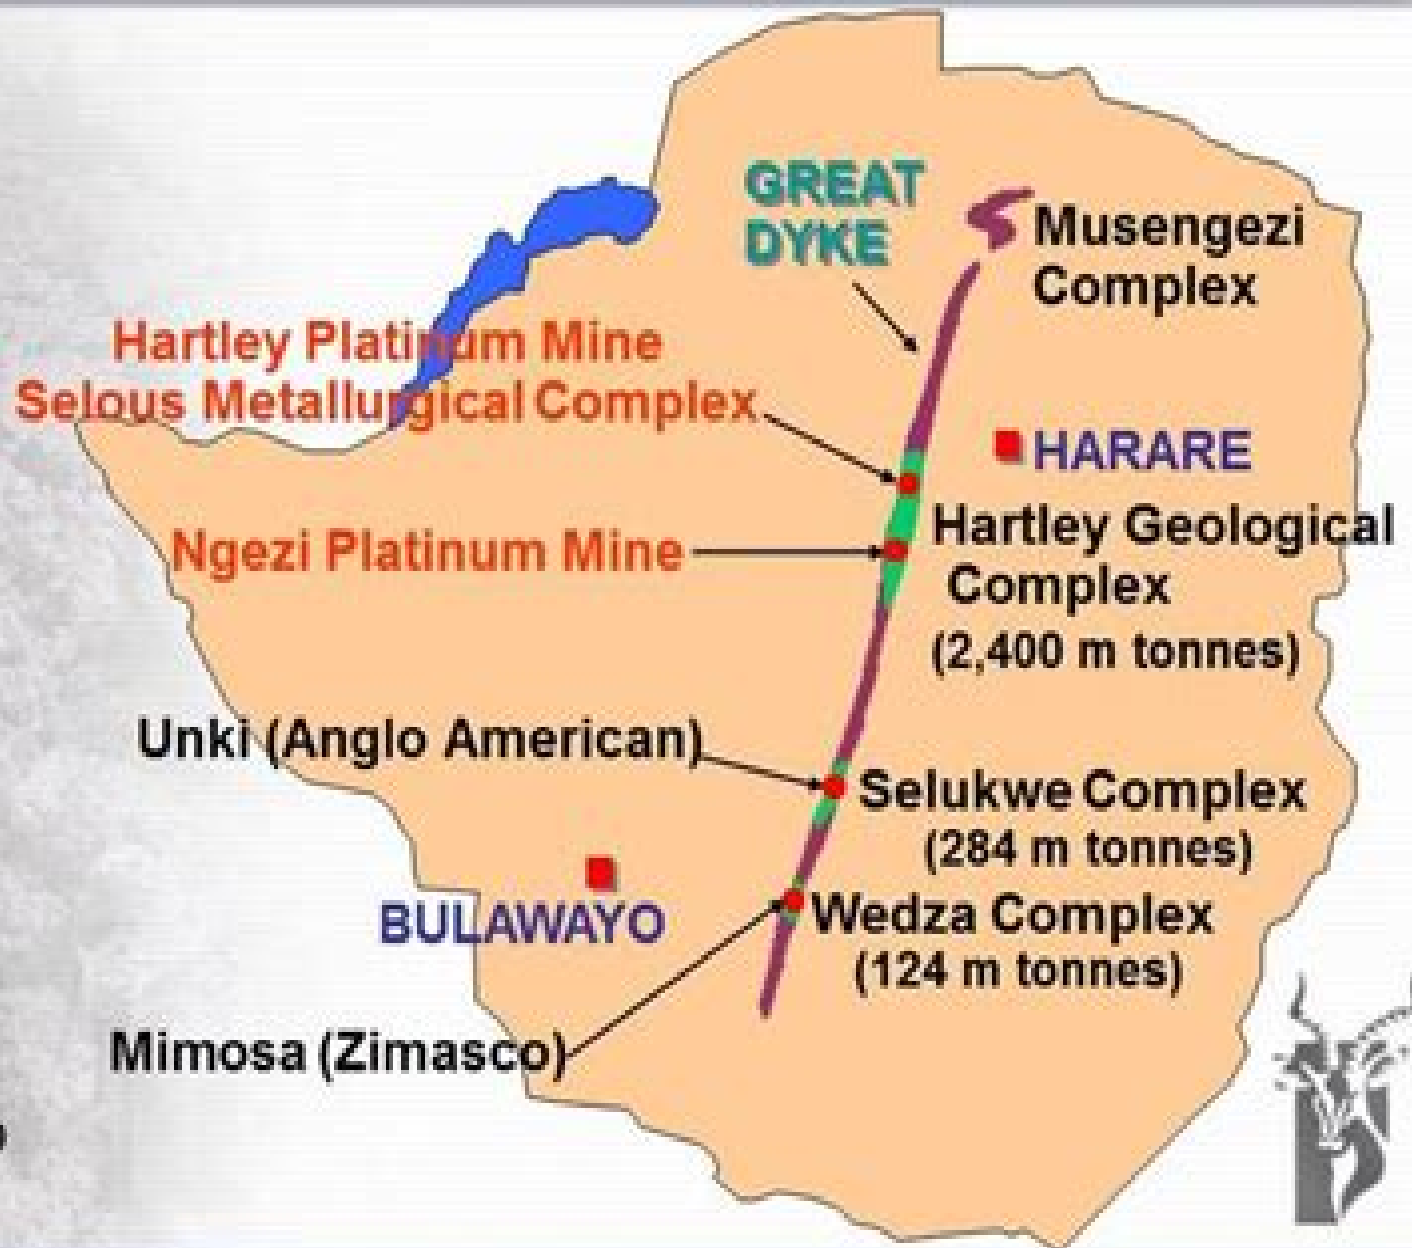 GREAT
DYKE
Musengezi
Complex
Hartley Platinum Mine
Selous Metallurgical Complex
HARARE
Hartley Geological
Complex
(2,400 m tonnes)
Ngezi Platinum Mine
Unki (Anglo American)
Selukwe Complex
(284 m tonnes)
BULAWAYO
Wedza Complex
(124 m tonnes)
Mimosa (Zimasco)